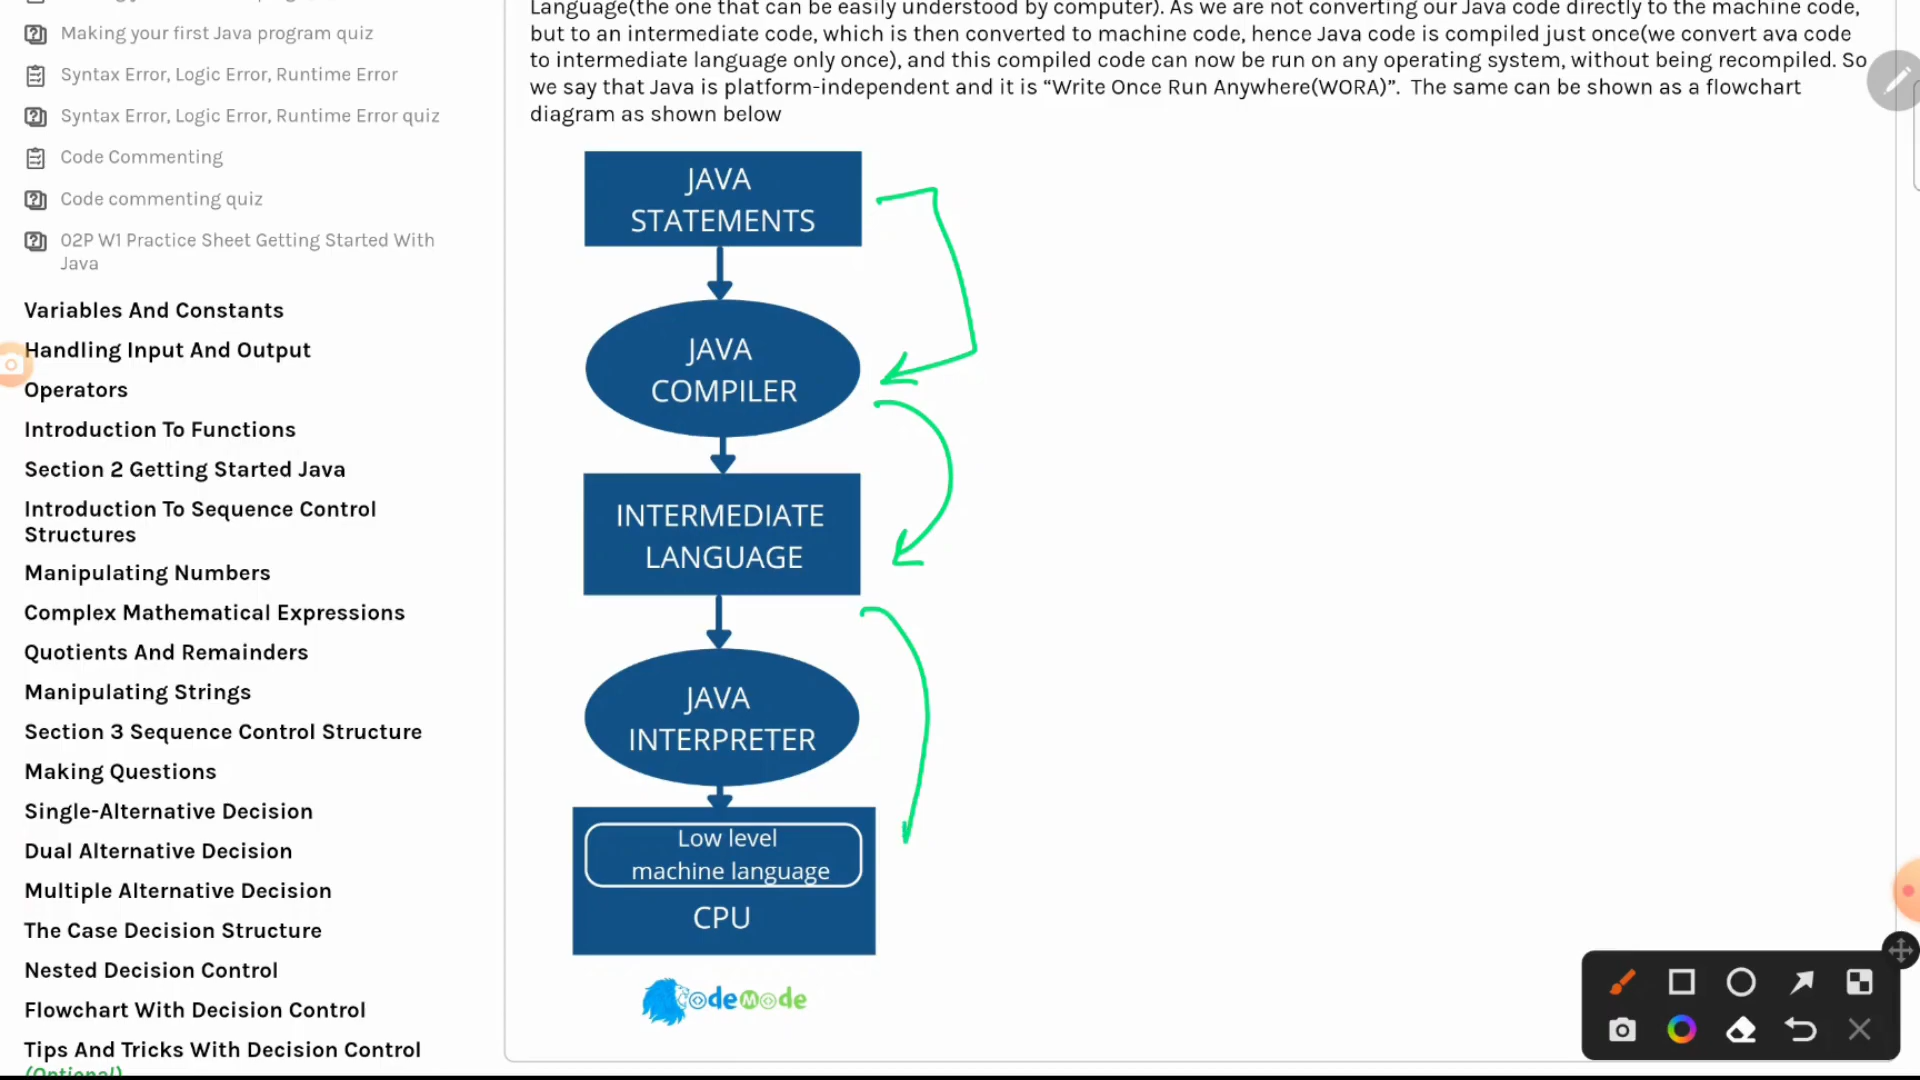 Making your first Java program quiz
Syntax Error, Logic Error, Runtime Error
Syntax Error, Logic Error, Runtime Error quiz
Code Commenting
Code commenting quiz
02P W1 Practice Sheet Getting Started With
Java
Variables And Constants
Handling Input And Output
Operators
Introduction To Functions
Section 2 Getting Started Java
Introduction To Sequence Control
Structures
Manipulating Numbers
Complex Mathematical Expressions
Quotients And Remainders
Manipulating Strings
Section 3 Sequence Control Structure
Making Questions
Single-Alternative Decision
Dual Alternative Decision
Multiple Alternative Decision
The Case Decision Structure
Nested Decision Control
Flowchart With Decision Control
Tips And Tricks With Decision Control
(Optional)
Language(the one that can be easily understood by computer). As we are not converting our Java code directly to the machine code,
but to an intermediate code, which is then converted to machine code, hence Java code is compiled just once(we convert ava code
to intermediate language only once), and this compiled code can now be run on any operating system, without being recompiled. So
we say that Java is platform-independent and it is “Write Once Run Anywhere(WORA)”. The same can be shown as a flowchart
diagram as shown below
JAVA
STATEMENTS
JAVA
COMPILER
INTERMEDIATE
LANGUAGE
JAVA
INTERPRETER
Low level
machine language
CPU
CodeMode